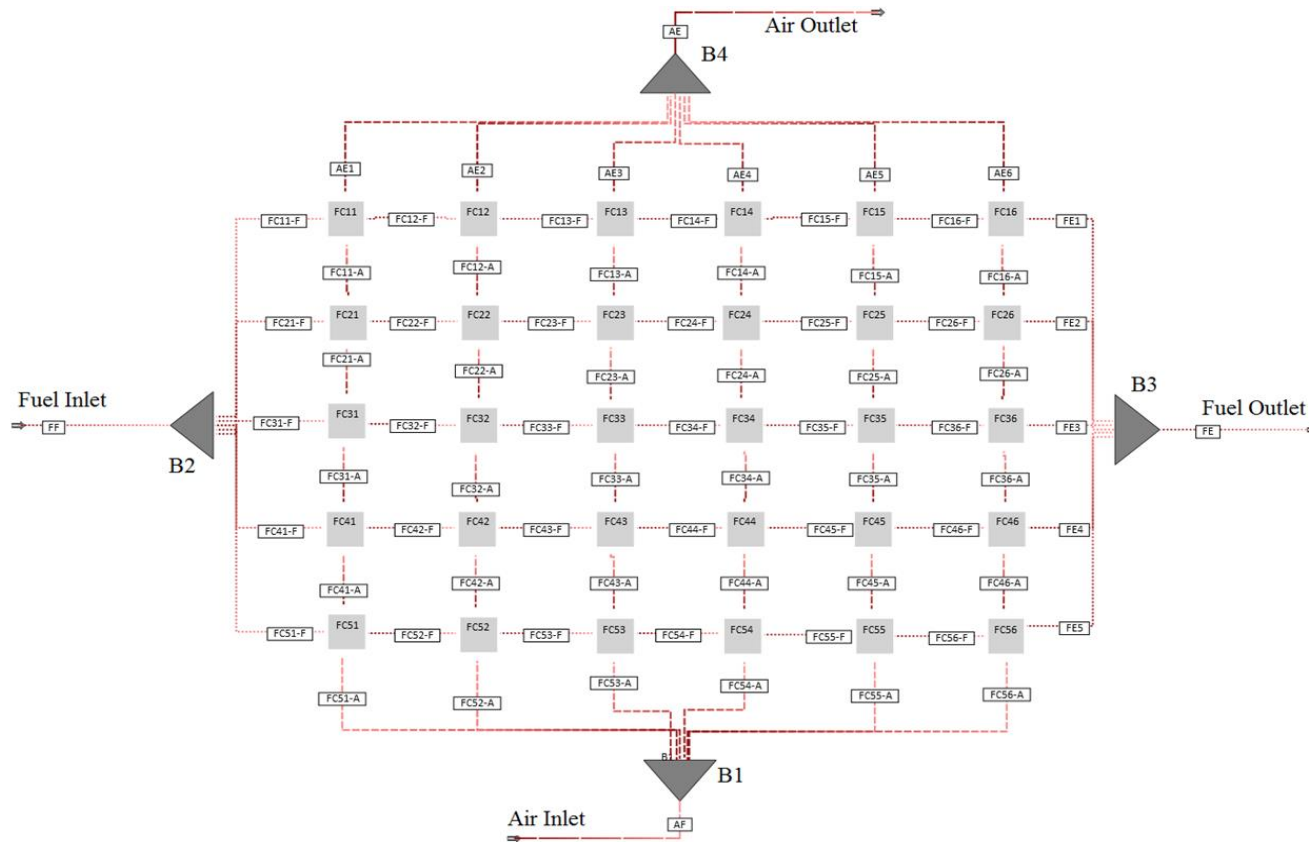 Air Outlet
AE
B4
AE1 AE2 AE3 AE4 AE5 AE6
FC11-F FC11 FC12-F FC12 FC13-F FC13 FC14-F FC14 FC15-F FC15 FC16-F FC16 FE1
FC11-A FC12-A FC13-A FC14-A FC15-A FC16-A
FC21-F FC21 FC22-F FC22 FC23-F FC23 FC24-F FC24 FC25-F FC25 FC26-F FC26 FE2
FC21-A FC22-A FC23-A FC24-A FC25-A FC26-A
Fuel Inlet
FF
B2
FC31-F FC31 FC32-F FC32 FC33-F FC33 FC34-F FC34 FC35-F FC35 FC36-F FC36 FE3
B3
Fuel Outlet
FE
FC31-A FC32-A FC33-A FC34-A FC35-A FC36-A
FC41-F FC41 FC42-F FC42 FC43-F FC43 FC44-F FC44 FC45-F FC45 FC46-F FC46 FE4
FC41-A FC42-A FC43-A FC44-A FC45-A FC46-A
FC51-F FC51 FC52-F FC52 FC53-F FC53 FC54-F FC54 FC55-F FC55 FC56-F FC56 FE5
FC51-A FC52-A FC53-A FC54-A FC55-A FC56-A
B1
Air Inlet
AF